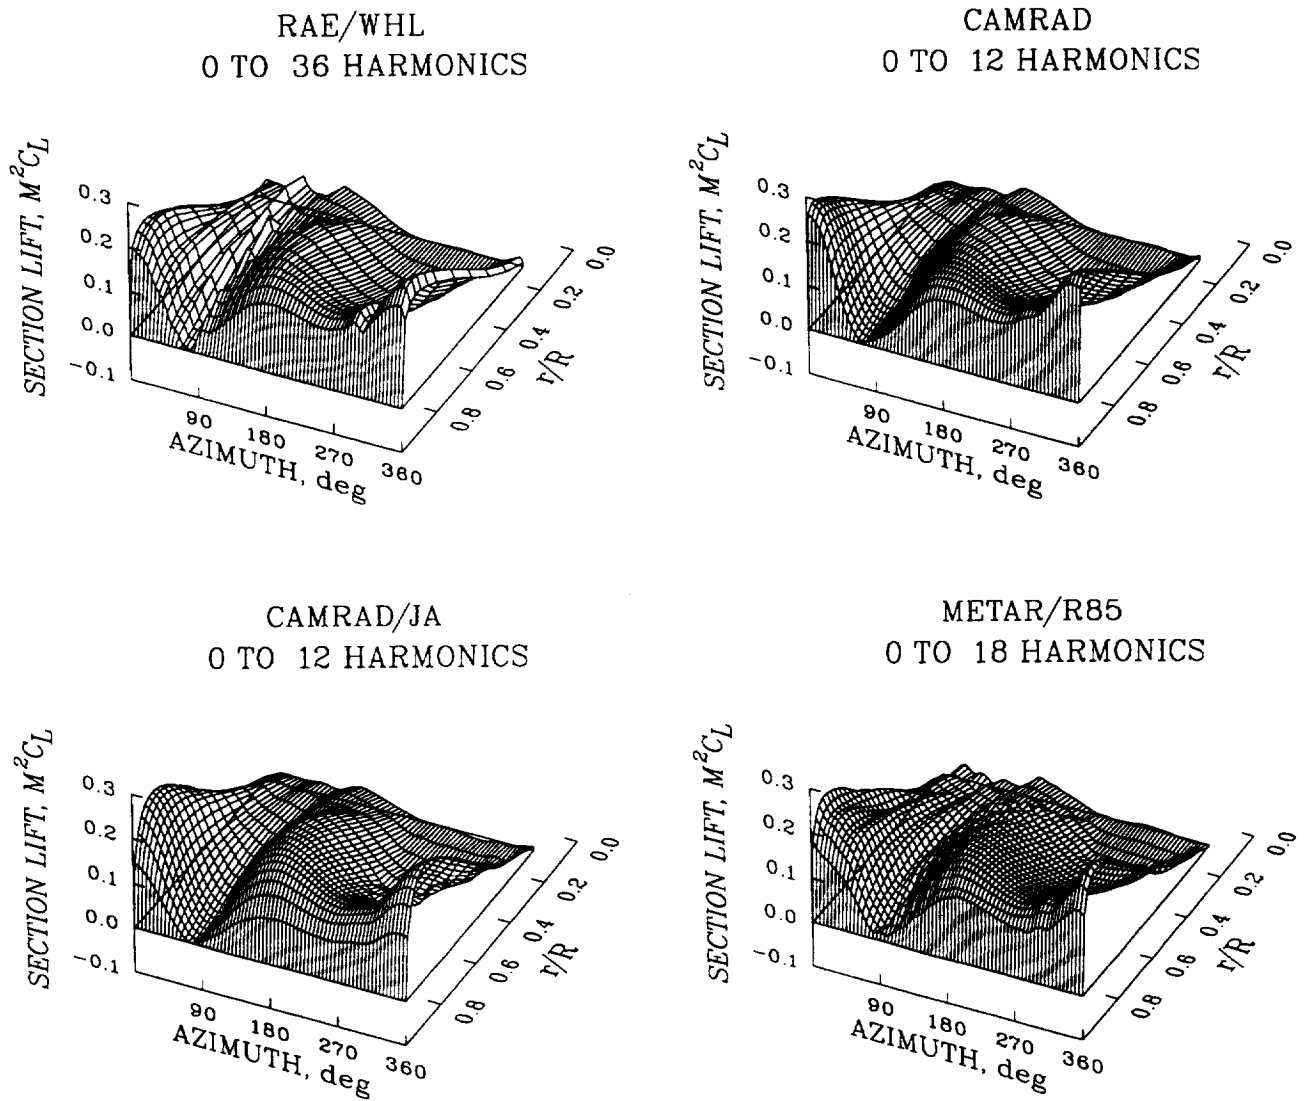 RAE/WHL
0 TO 36 HARMONICS
SECTION LIFT, M²C_L
0.3
0.2
0.1
0.0
-0.1
90
180
270
360
AZIMUTH, deg
0.0
0.2
0.4
0.6
0.8
r/R
CAMRAD
0 TO 12 HARMONICS
SECTION LIFT, M²C_L
0.3
0.2
0.1
0.0
-0.1
90
180
270
360
AZIMUTH, deg
0.0
0.2
0.4
0.6
0.8
r/R
CAMRAD/JA
0 TO 12 HARMONICS
SECTION LIFT, M²C_L
0.3
0.2
0.1
0.0
-0.1
90
180
270
360
AZIMUTH, deg
0.0
0.2
0.4
0.6
0.8
r/R
METAR/R85
0 TO 18 HARMONICS
SECTION LIFT, M²C_L
0.3
0.2
0.1
0.0
-0.1
90
180
270
360
AZIMUTH, deg
0.0
0.2
0.4
0.6
0.8
r/R